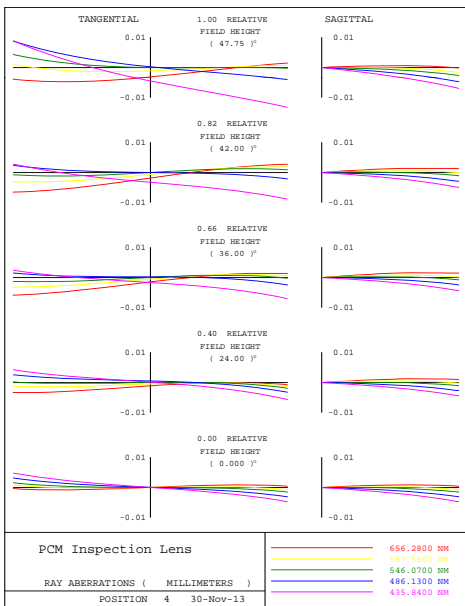 TANGENTIAL 1.00 RELATIVE SAGITTAL
FIELD HEIGHT
0.01 ( 47.75 )° 0.01
-0.01 -0.01
0.82 RELATIVE
FIELD HEIGHT
0.01 ( 42.00 )° 0.01
-0.01 -0.01
0.66 RELATIVE
FIELD HEIGHT
0.01 ( 36.00 )° 0.01
-0.01 -0.01
0.40 RELATIVE
FIELD HEIGHT
0.01 ( 24.00 )° 0.01
-0.01 -0.01
0.00 RELATIVE
FIELD HEIGHT
0.01 ( 0.000 )° 0.01
-0.01 -0.01
PCM Inspection Lens
RAY ABERRATIONS ( MILLIMETERS )
POSITION 4 30-Nov-13
656.2800 NM
NM
546.0700 NM
486.1300 NM
435.8400 NM